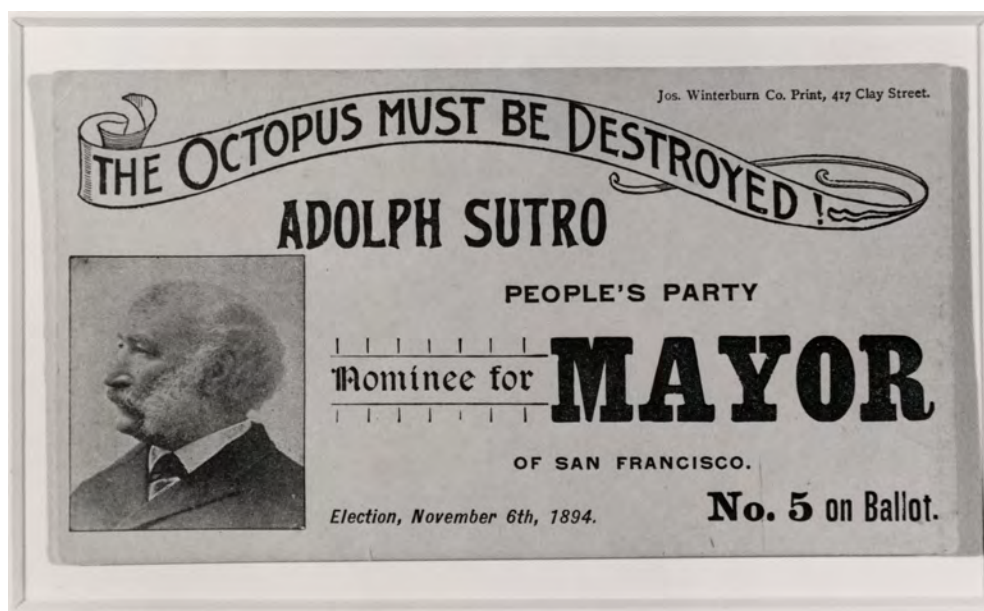 Jos. Winterburn Co. Print, 417 Clay Street.
THE OCTOPUS MUST BE DESTROYED!
ADOLPH SUTRO
PEOPLE'S PARTY
Nominee for MAYOR
OF SAN FRANCISCO.
Election, November 6th, 1894.
No. 5 on Ballot.